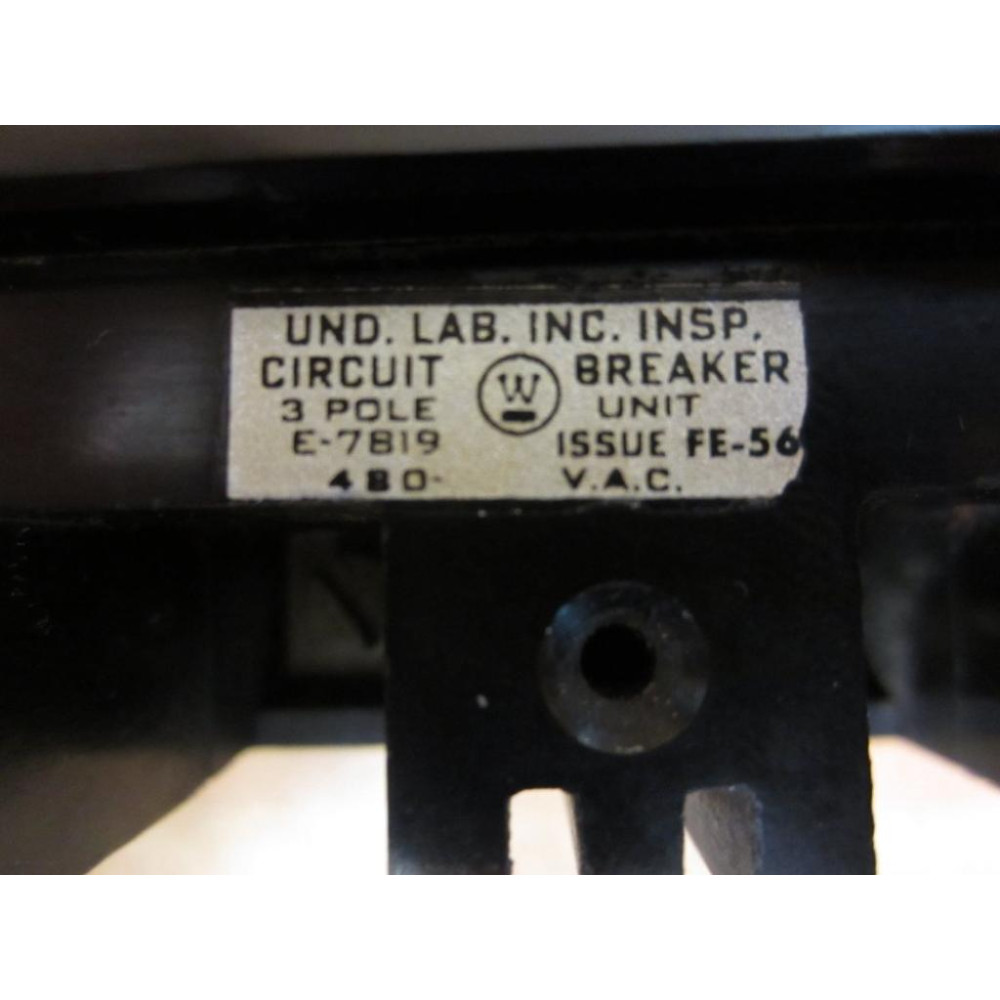 UND. LAB. INC. INSP.
CIRCUIT W BREAKER
3 POLE UNIT
E-7819 ISSUE FE-56
480- V.A.C.